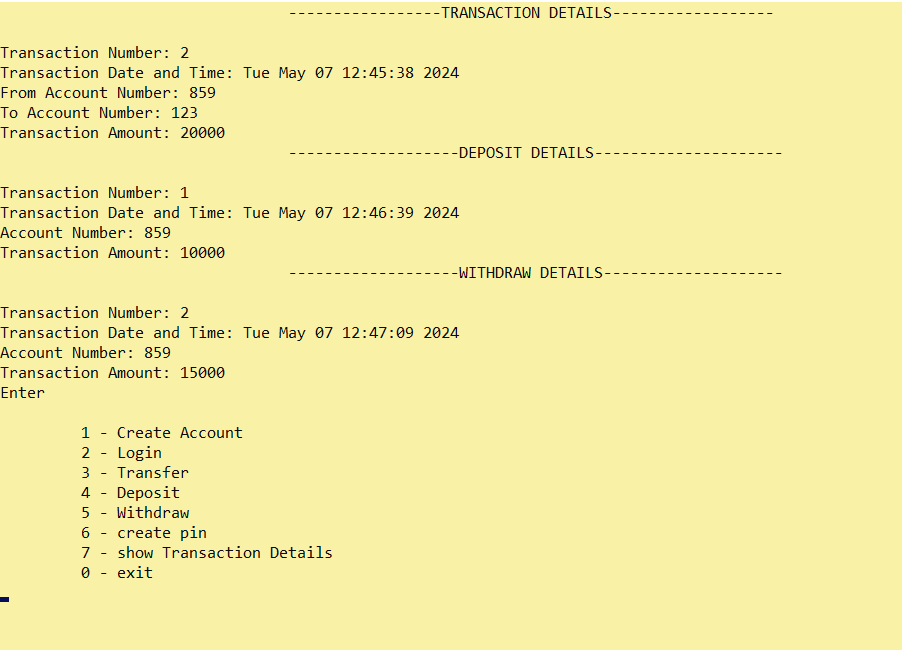 -----------------TRANSACTION DETAILS------------------
Transaction Number: 2
Transaction Date and Time: Tue May 07 12:45:38 2024
From Account Number: 859
To Account Number: 123
Transaction Amount: 20000
-------------------DEPOSIT DETAILS---------------------
Transaction Number: 1
Transaction Date and Time: Tue May 07 12:46:39 2024
Account Number: 859
Transaction Amount: 10000
-------------------WITHDRAW DETAILS--------------------
Transaction Number: 2
Transaction Date and Time: Tue May 07 12:47:09 2024
Account Number: 859
Transaction Amount: 15000
Enter
1 - Create Account
2 - Login
3 - Transfer
4 - Deposit
5 - Withdraw
6 - create pin
7 - show Transaction Details
0 - exit